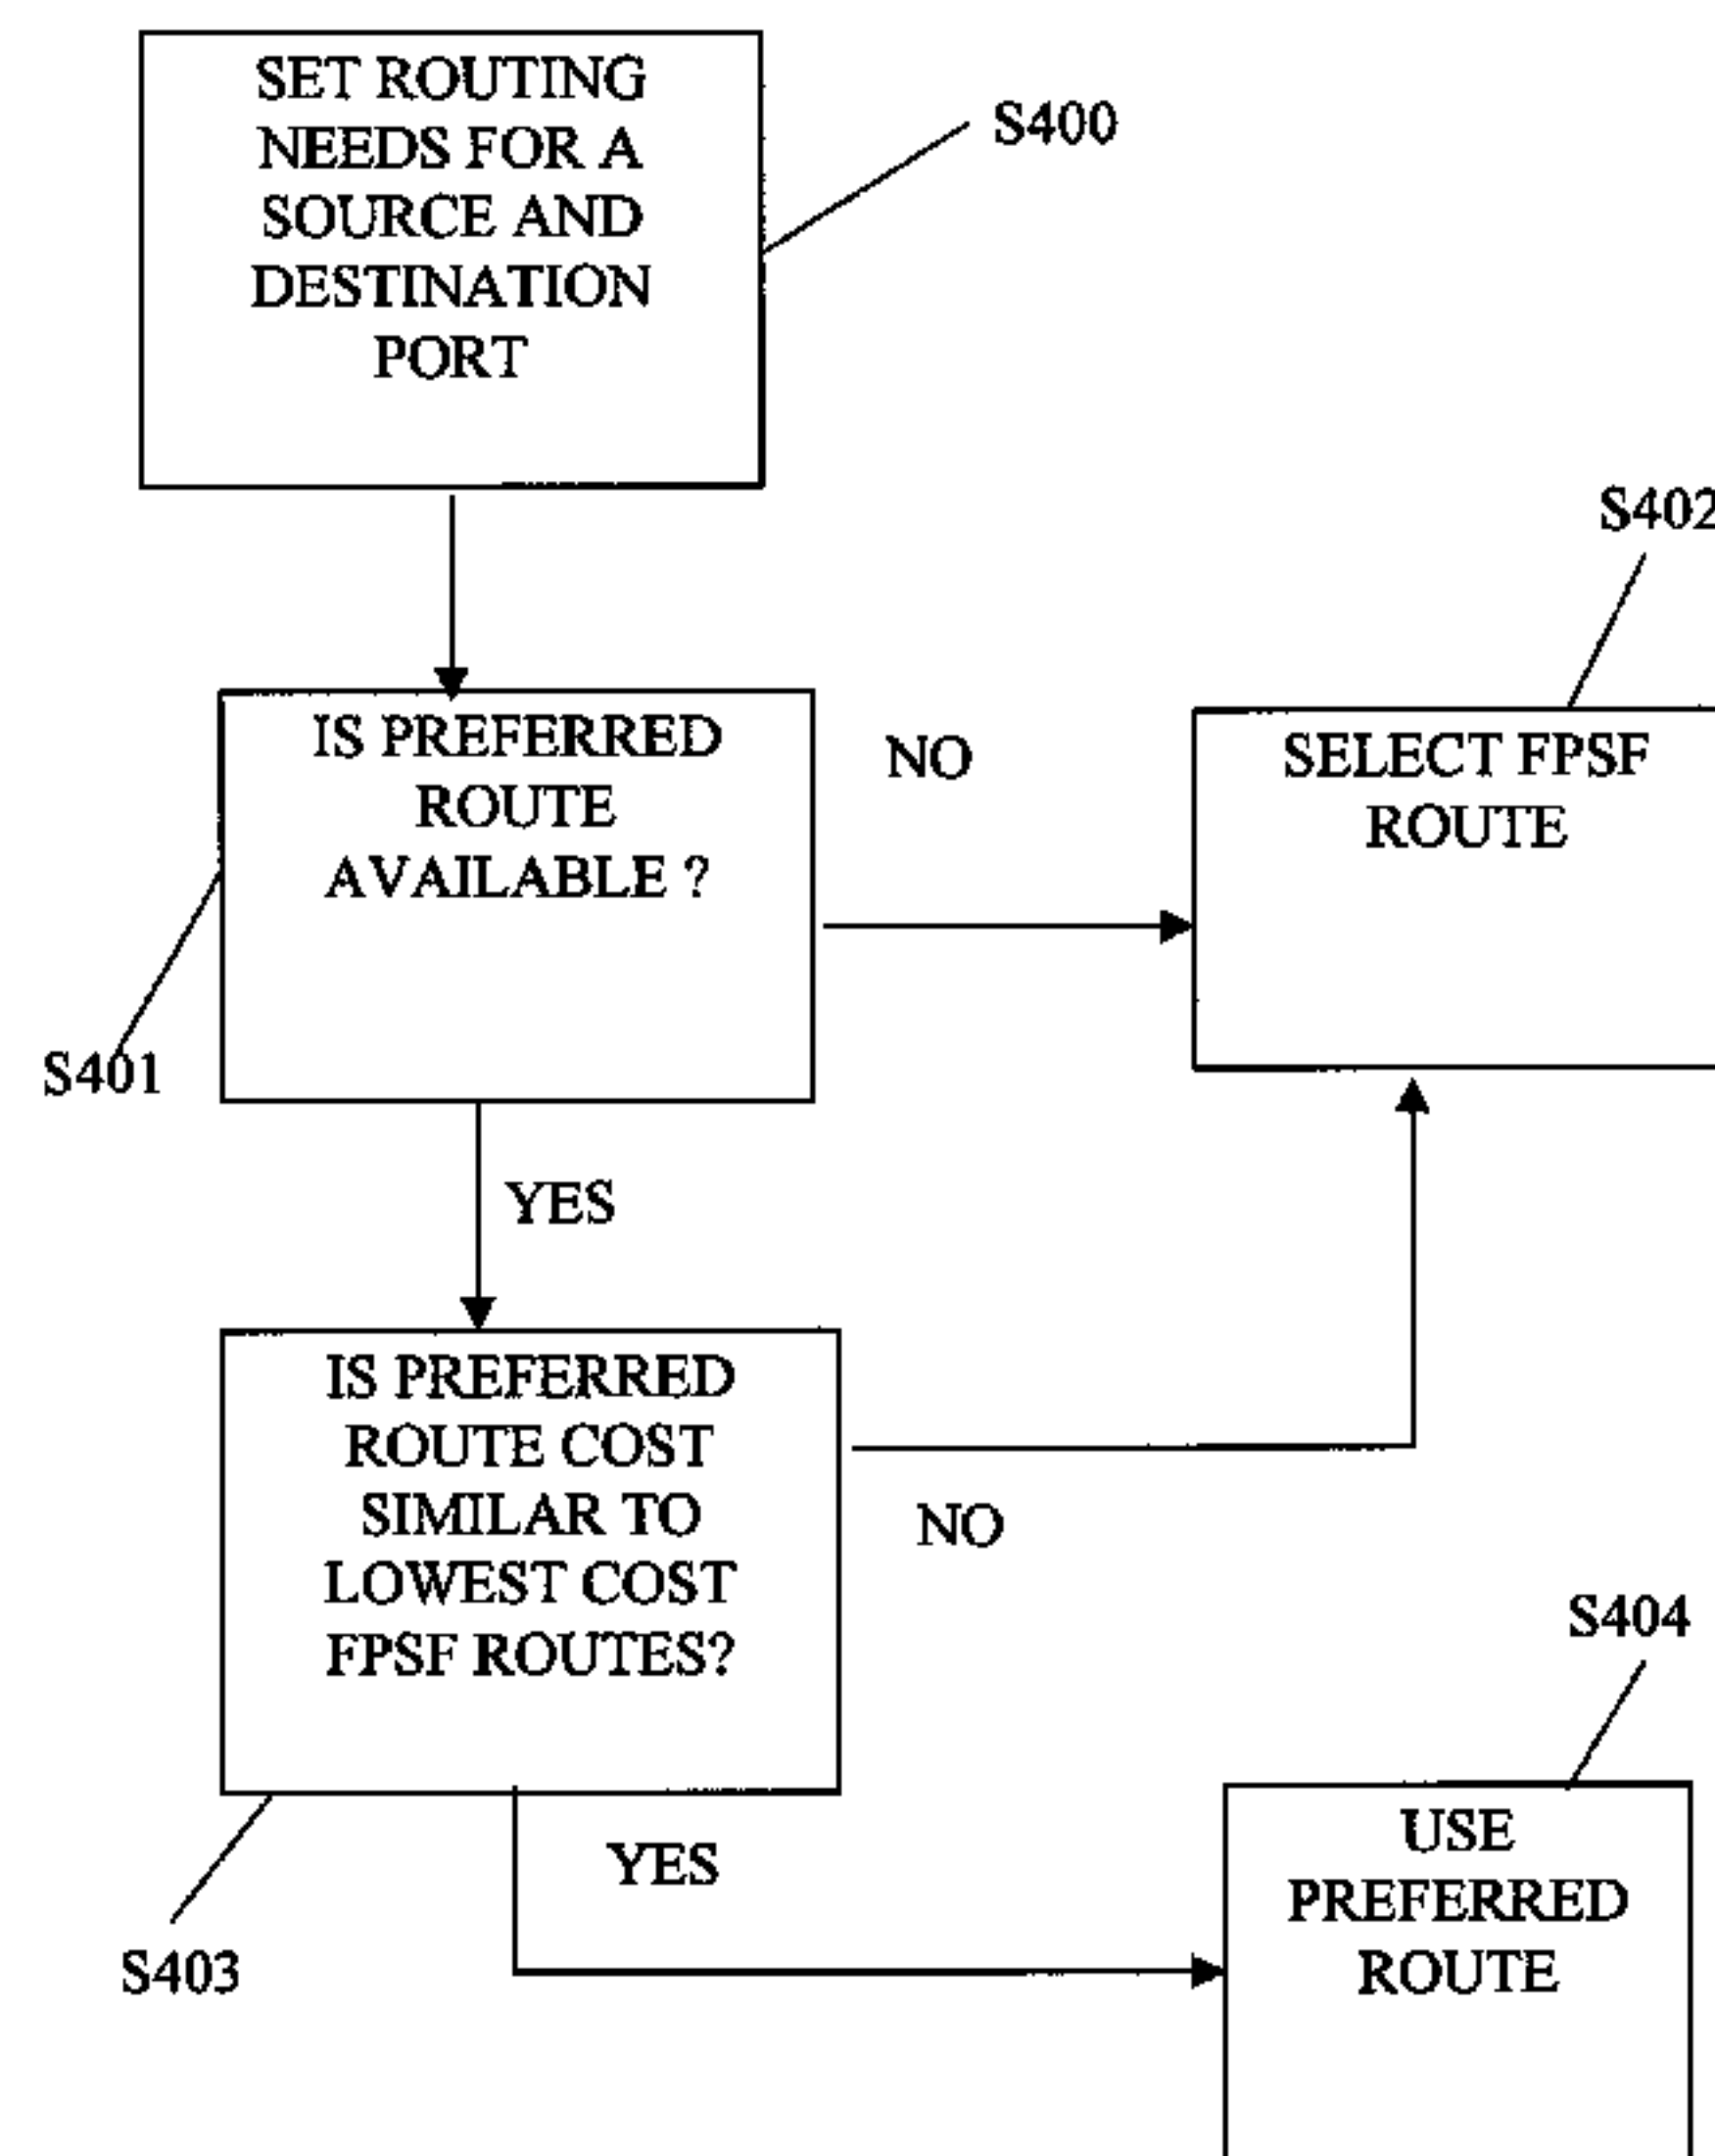 SET ROUTING
NEEDS FOR A
SOURCE AND
DESTINATION
PORT
S400
S402
IS PREFERRED
ROUTE
AVAILABLE ?
NO
SELECT FPSF
ROUTE
S401
YES
IS PREFERRED
ROUTE COST
SIMILAR TO
LOWEST COST
FPSF ROUTES?
NO
S404
YES
USE
PREFERRED
ROUTE
S403